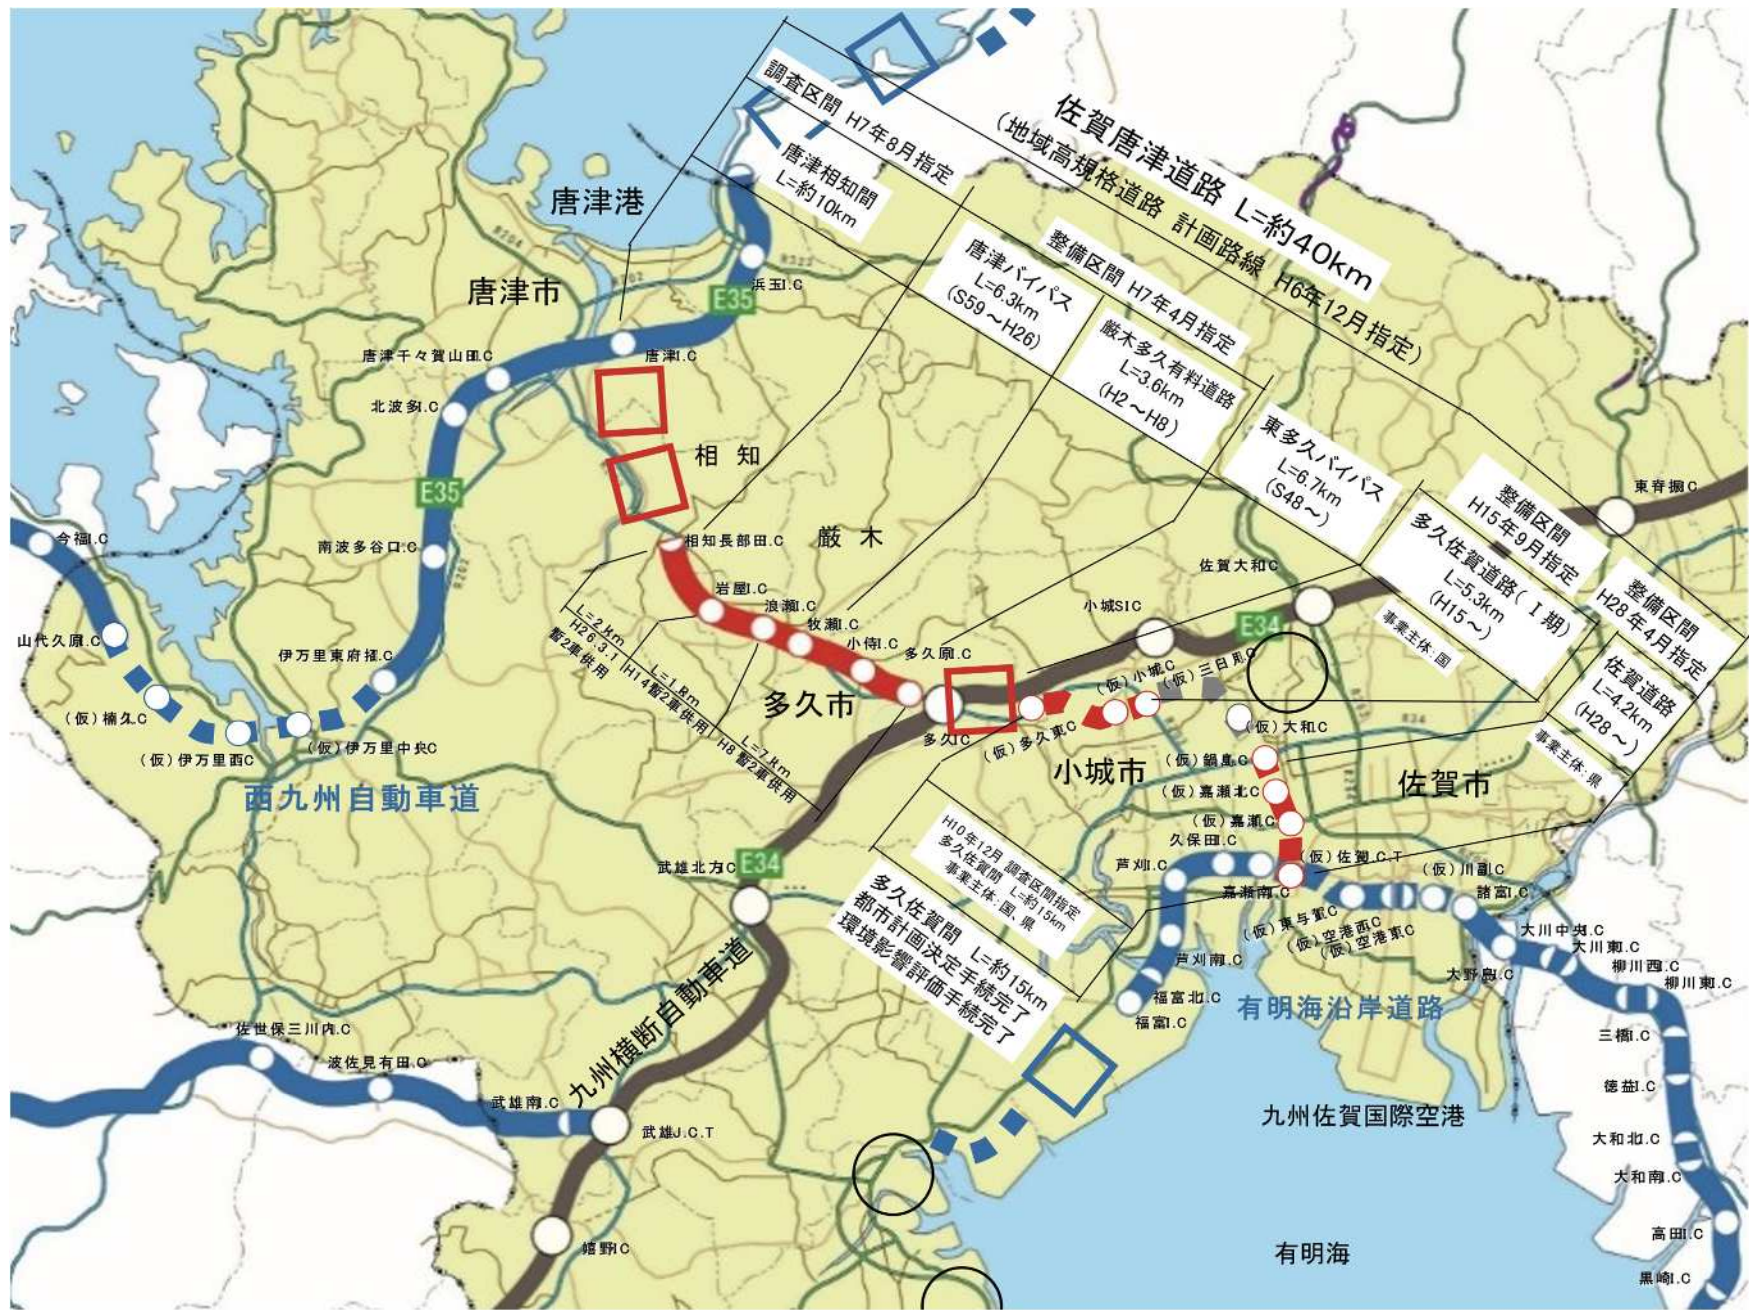 佐賀唐津道路 L=約40km
（地域高規格道路 計画路線 H6年12月指定）
調査区間 H7年8月指定
唐津相知間
L=約10km
整備区間 H7年4月指定
唐津バイパス
L=6.3km
（S59～H26）
厳木多久有料道路
L=3.6km
（H2～H8）
東多久バイパス
L=6.7km
（S48～）
整備区間
H15年9月指定
多久佐賀道路（Ⅰ期）
L=5.3km
（H15～）
事業主体：国
整備区間
H28年4月指定
佐賀道路
L=4.2km
（H28～）
事業主体：県
唐津港
唐津市
E35
浜玉I.C
唐津I.C
唐津千々賀山田I.C
北波多I.C
E35
南波多谷口I.C
伊万里東府招I.C
今福I.C
山代久原I.C
（仮）楠久I.C
（仮）伊万里西I.C
（仮）伊万里中央I.C
西九州自動車道
相 知
厳 木
相知長部田I.C
岩屋I.C
浪瀬I.C
牧瀬I.C
小侍I.C
多久原I.C
L=2km
H26.3.1
暫2車供用
L=1km
H14暫2車供用
L=7km
H8 暫2車供用
多久市
多久I.C
（仮）多久東I.C
（仮）小城I.C
（仮）三日月I.C
小城SIC
佐賀大和I.C
東脊振I.C
E34
（仮）大和I.C
（仮）鍋島I.C
（仮）嘉瀬北I.C
（仮）嘉瀬I.C
小城市
佐賀市
久保田I.C
芦刈I.C
（仮）佐賀J.C.T
嘉瀬南I.C
（仮）川副I.C
諸富I.C
（仮）東与賀I.C
（仮）空港西I.C
（仮）空港東I.C
大川中央I.C
大川東I.C
大野島I.C
柳川西I.C
柳川東I.C
三橋I.C
徳益I.C
大和北I.C
大和南I.C
高田I.C
黒崎I.C
芦刈南I.C
福富北I.C
福富I.C
有明海沿岸道路
H10年12月 調査区間指定
多久佐賀間 L=約15km
事業主体：国、県
多久佐賀間 L=約15km
都市計画決定手続完了
環境影響評価手続完了
武雄北方I.C
E34
九州横断自動車道
佐世保三川内I.C
波佐見有田I.C
武雄南I.C
武雄J.C.T
嬉野I.C
九州佐賀国際空港
有明海